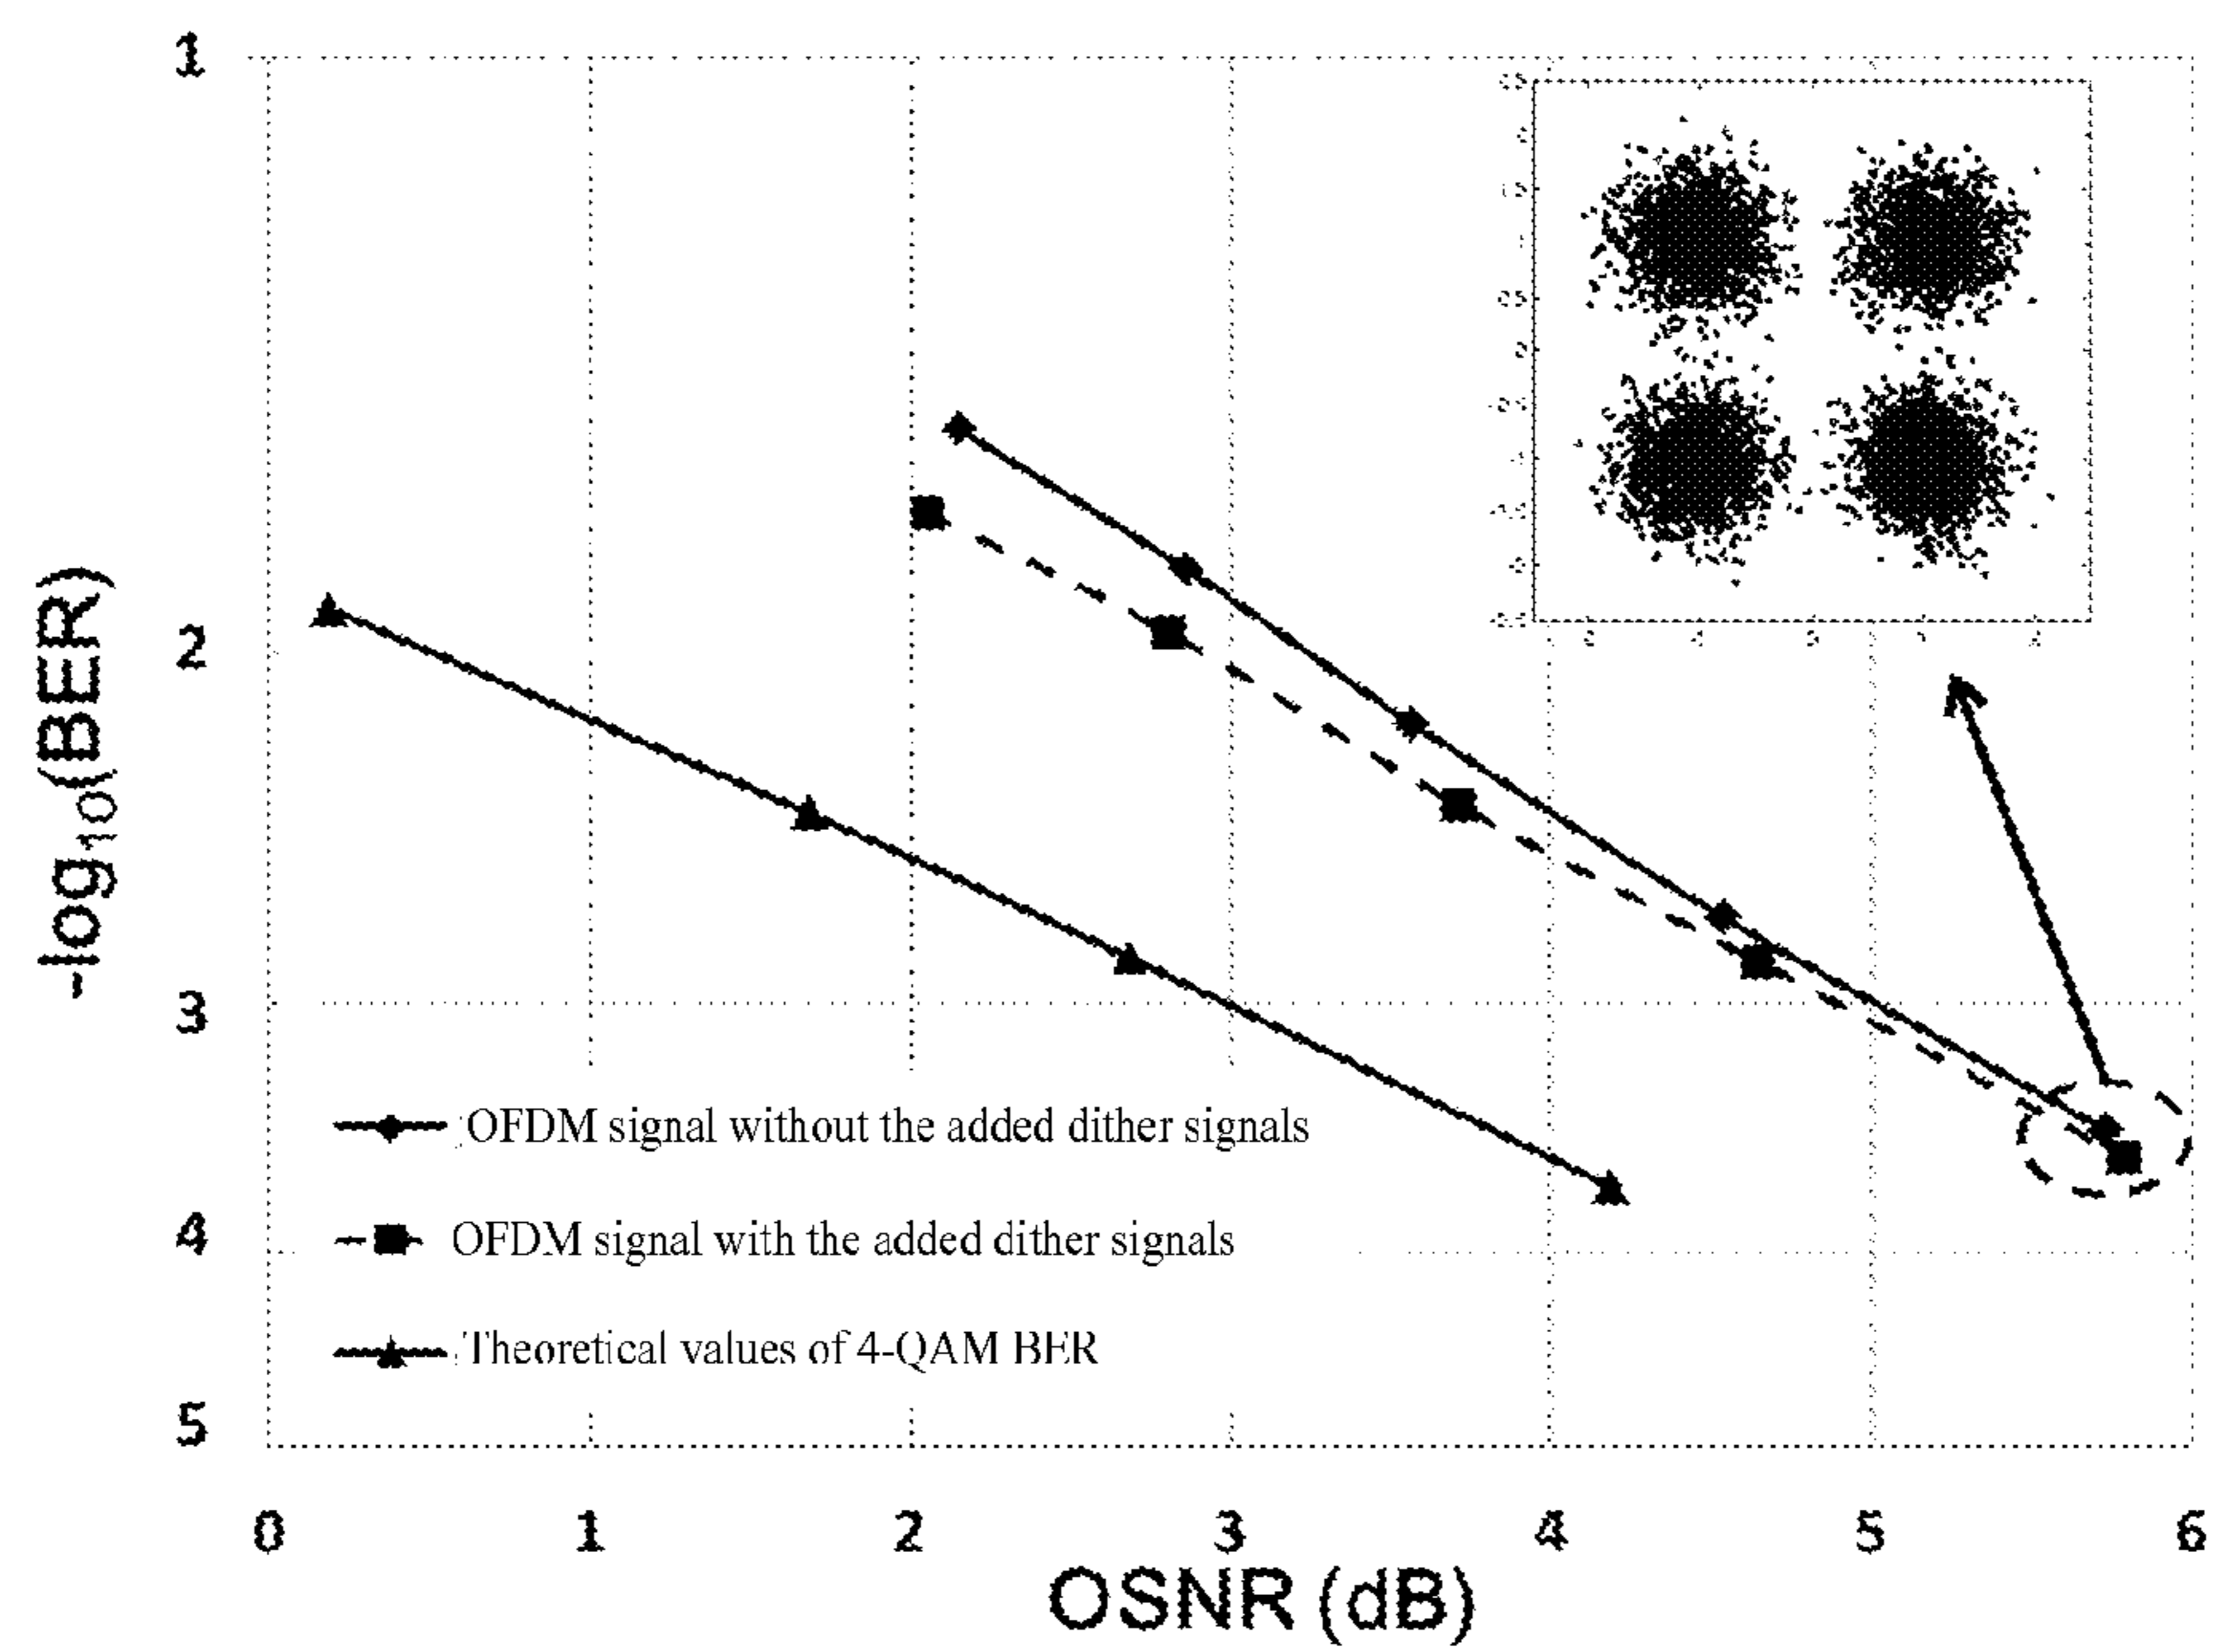 1
2
-log10(BER)
3
OFDM signal without the added dither signals
4
OFDM signal with the added dither signals
Theoretical values of 4-QAM BER
5
0 1 2 3 4 5 6
OSNR (dB)